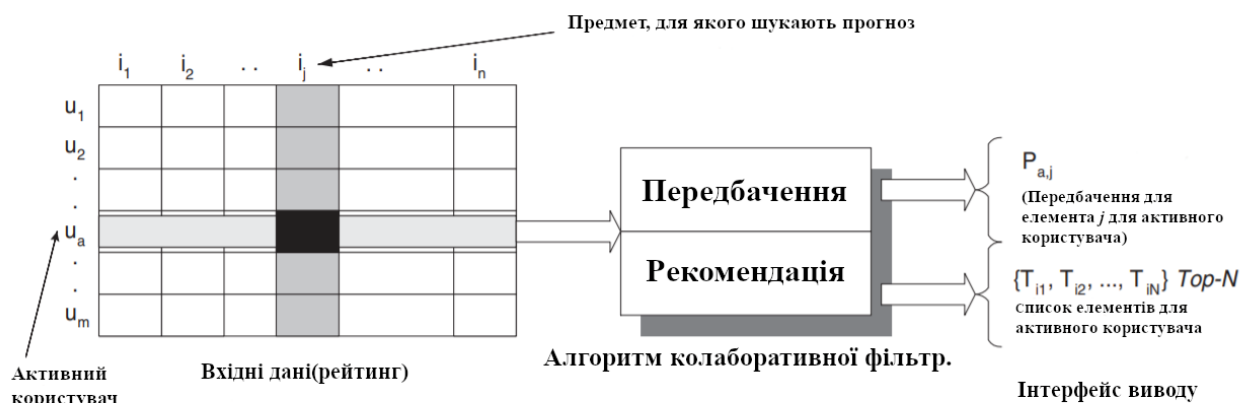 Предмет, для якого шукають прогноз
i1 i2 . . ij . . in
u1
u2
.
.
ua
.
.
um
Активний
користувач
Вхідні дані(рейтинг)
Передбачення
Рекомендація
Алгоритм колаборативної фільтр.
Pa,j
(Передбачення для
елемента j для активного
користувача)
{Ti1, Ti2, ..., TiN} Top-N
список елементів для
активного користувача
Інтерфейс виводу